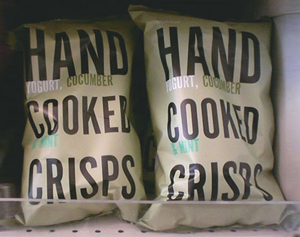 HAND
YOGURT, CUCUMBER
COOKED
& MINT
CRISPS
HAND
YOGURT, CUCUMBER
COOKED
& MINT
CRISPS